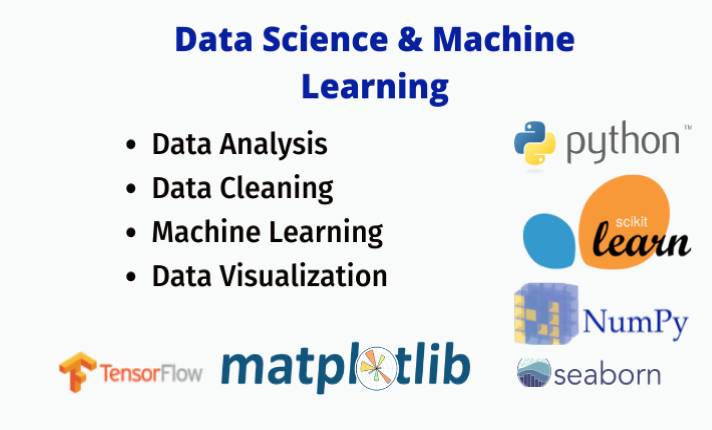 Data Science & Machine
Learning
• Data Analysis
• Data Cleaning
• Machine Learning
• Data Visualization
python™
scikit
learn
NumPy
TensorFlow
matplotlib
seaborn